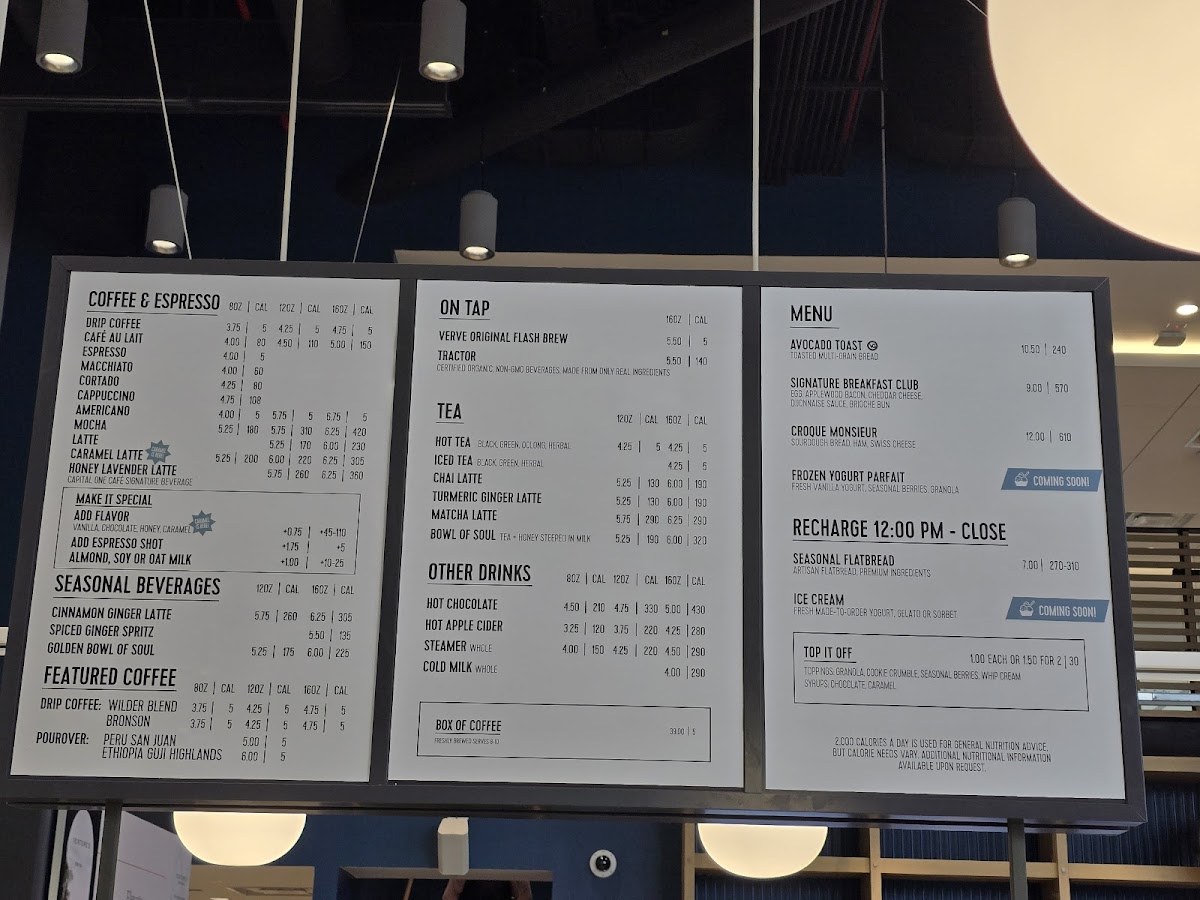 COFFEE & ESPRESSO 8OZ | CAL 12OZ | CAL 16OZ | CAL
DRIP COFFEE 3.75 | 5 4.25 | 5 4.75 | 5
CAFÉ AU LAIT 4.00 | 80 4.50 | 110 5.00 | 150
ESPRESSO 4.00 | 5
MACCHIATO 4.00 | 60
CORTADO 4.25 | 80
CAPPUCCINO 4.75 | 108
AMERICANO 4.00 | 5 5.75 | 5 6.75 | 5
MOCHA 5.25 | 180 5.75 | 310 6.25 | 420
LATTE 5.25 | 170 6.00 | 230
CARAMEL LATTE 5.25 | 200 6.00 | 220 6.25 | 305
HONEY LAVENDER LATTE 5.75 | 260 6.25 | 360
CAPITAL ONE CAFÉ SIGNATURE BEVERAGE
MAKE IT SPECIAL
ADD FLAVOR
VANILLA, CHOCOLATE, HONEY, CARAMEL +0.75 | +45-110
ADD ESPRESSO SHOT +1.75 | +5
ALMOND, SOY OR OAT MILK +1.00 | +10-25
SEASONAL BEVERAGES 12OZ | CAL 16OZ | CAL
CINNAMON GINGER LATTE 5.75 | 260 6.25 | 305
SPICED GINGER SPRITZ 5.50 | 135
GOLDEN BOWL OF SOUL 5.25 | 175 6.00 | 225
FEATURED COFFEE 8OZ | CAL 12OZ | CAL 16OZ | CAL
DRIP COFFEE: WILDER BLEND 3.75 | 5 4.25 | 5 4.75 | 5
BRONSON 3.75 | 5 4.25 | 5 4.75 | 5
POUROVER: PERU SAN JUAN 5.00 | 5
ETHIOPIA GUJI HIGHLANDS 6.00 | 5
ON TAP 16OZ | CAL
VERVE ORIGINAL FLASH BREW 5.50 | 5
TRACTOR 5.50 | 140
CERTIFIED ORGANIC, NON-GMO BEVERAGES, MADE FROM ONLY REAL INGREDIENTS
TEA 12OZ | CAL 16OZ | CAL
HOT TEA BLACK, GREEN, OOLONG, HERBAL 4.25 | 5 4.25 | 5
ICED TEA BLACK, GREEN, HERBAL 4.25 | 5
CHAI LATTE 5.25 | 130 6.00 | 190
TURMERIC GINGER LATTE 5.25 | 130 6.00 | 190
MATCHA LATTE 5.75 | 290 6.25 | 290
BOWL OF SOUL TEA + HONEY STEEPED IN MILK 5.25 | 190 6.00 | 320
OTHER DRINKS 8OZ | CAL 12OZ | CAL 16OZ | CAL
HOT CHOCOLATE 4.50 | 210 4.75 | 330 5.00 | 430
HOT APPLE CIDER 3.25 | 120 3.75 | 220 4.25 | 280
STEAMER WHOLE 4.00 | 150 4.25 | 220 4.50 | 290
COLD MILK WHOLE 4.00 | 290
BOX OF COFFEE 39.00 | 5
FRESHLY BREWED SERVES 8-10
MENU
AVOCADO TOAST 10.50 | 240
TOASTED MULTI-GRAIN BREAD
SIGNATURE BREAKFAST CLUB 9.00 | 570
EGG, APPLEWOOD BACON, CHEDDAR CHEESE,
DIJONNAISE SAUCE, BRIOCHE BUN
CROQUE MONSIEUR 12.00 | 610
SOURDOUGH BREAD, HAM, SWISS CHEESE
FROZEN YOGURT PARFAIT COMING SOON!
FRESH VANILLA YOGURT, SEASONAL BERRIES, GRANOLA
RECHARGE 12:00 PM - CLOSE
SEASONAL FLATBREAD 7.00 | 270-310
ARTISAN FLATBREAD, PREMIUM INGREDIENTS
ICE CREAM COMING SOON!
FRESH MADE-TO-ORDER YOGURT, GELATO OR SORBET
TOP IT OFF 1.00 EACH OR 1.50 FOR 2 | 30
TOPPINGS: GRANOLA, COOKIE CRUMBLE, SEASONAL BERRIES, WHIP CREAM
SYRUPS: CHOCOLATE, CARAMEL
2,000 CALORIES A DAY IS USED FOR GENERAL NUTRITION ADVICE,
BUT CALORIE NEEDS VARY. ADDITIONAL NUTRITIONAL INFORMATION
AVAILABLE UPON REQUEST.